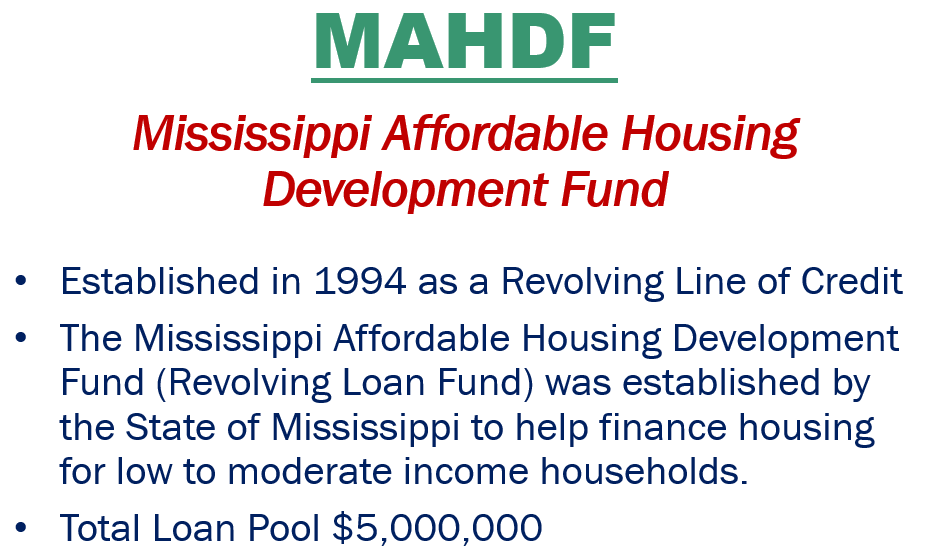 MAHDF
Mississippi Affordable Housing
Development Fund
• Established in 1994 as a Revolving Line of Credit
• The Mississippi Affordable Housing Development
Fund (Revolving Loan Fund) was established by
the State of Mississippi to help finance housing
for low to moderate income households.
• Total Loan Pool $5,000,000